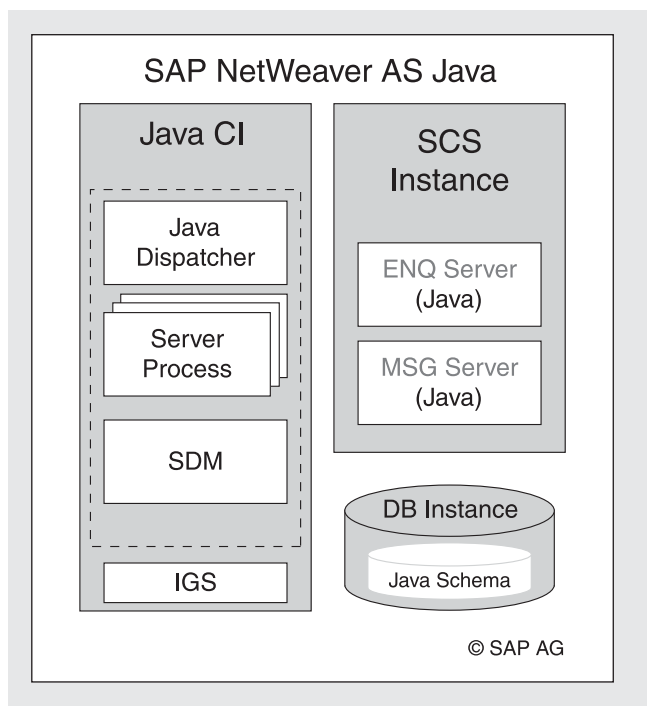 SAP NetWeaver AS Java
Java CI
Java
Dispatcher
Server
Process
SDM
IGS
SCS
Instance
ENQ Server
(Java)
MSG Server
(Java)
DB Instance
Java Schema
© SAP AG